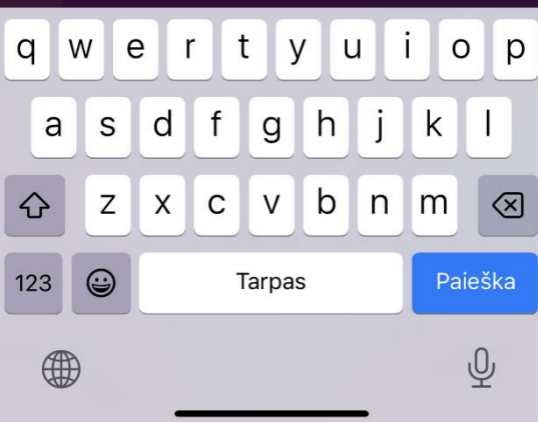 q w e r t y u i o p
a s d f g h j k l
z x c v b n m
123 Tarpas Paieška